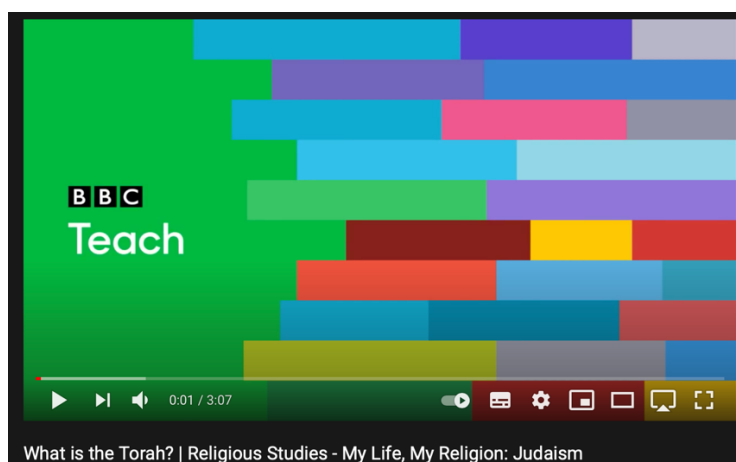 BBC
Teach
0:01 / 3:07
What is the Torah? | Religious Studies - My Life, My Religion: Judaism